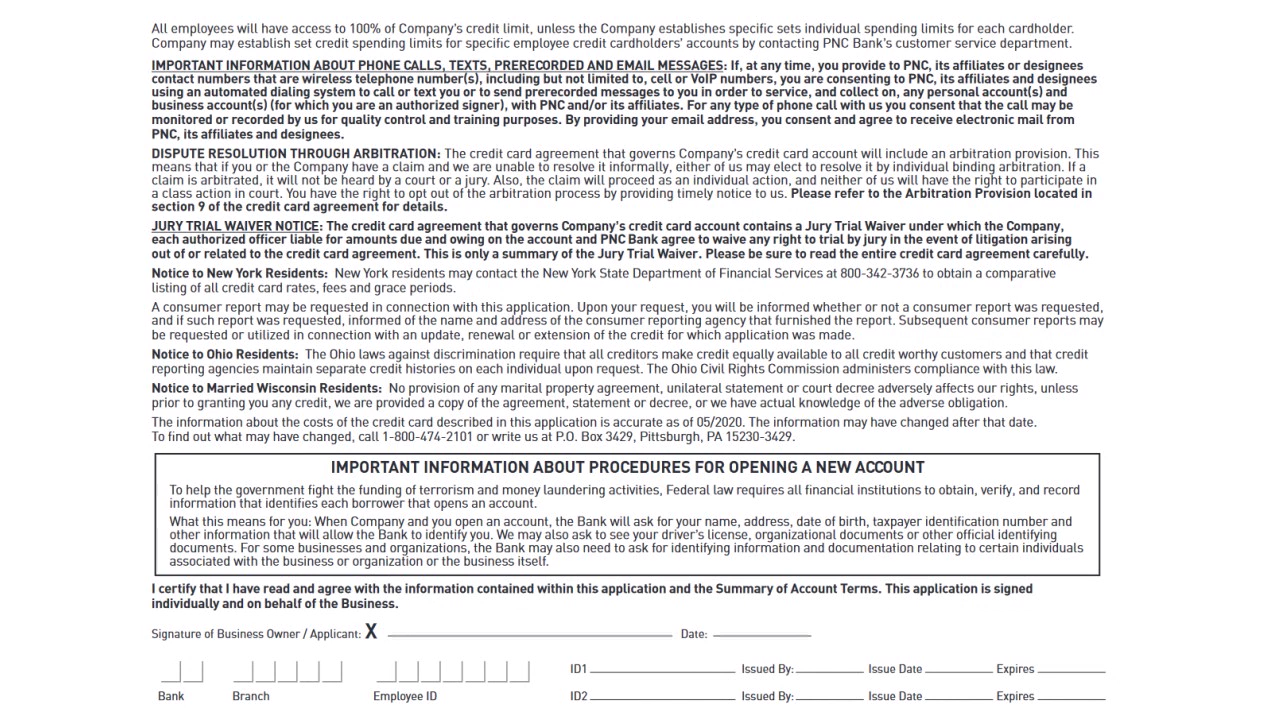 All employees will have access to 100% of Company's credit limit, unless the Company establishes specific sets individual spending limits for each cardholder.
Company may establish set credit spending limits for specific employee credit cardholders' accounts by contacting PNC Bank's customer service department.
IMPORTANT INFORMATION ABOUT PHONE CALLS, TEXTS, PRERECORDED AND EMAIL MESSAGES: If, at any time, you provide to PNC, its affiliates or designees
contact numbers that are wireless telephone number(s), including but not limited to, cell or VoIP numbers, you are consenting to PNC, its affiliates and designees
using an automated dialing system to call or text you or to send prerecorded messages to you in order to service, and collect on, any personal account(s) and
business account(s) (for which you are an authorized signer), with PNC and/or its affiliates. For any type of phone call with us you consent that the call may be
monitored or recorded by us for quality control and training purposes. By providing your email address, you consent and agree to receive electronic mail from
PNC, its affiliates and designees.
DISPUTE RESOLUTION THROUGH ARBITRATION: The credit card agreement that governs Company's credit card account will include an arbitration provision. This
means that if you or the Company have a claim and we are unable to resolve it informally, either of us may elect to resolve it by individual binding arbitration. If a
claim is arbitrated, it will not be heard by a court or a jury. Also, the claim will proceed as an individual action, and neither of us will have the right to participate in
a class action in court. You have the right to opt out of the arbitration process by providing timely notice to us. Please refer to the Arbitration Provision located in
section 9 of the credit card agreement for details.
JURY TRIAL WAIVER NOTICE: The credit card agreement that governs Company's credit card account contains a Jury Trial Waiver under which the Company,
each authorized officer liable for amounts due and owing on the account and PNC Bank agree to waive any right to trial by jury in the event of litigation arising
out of or related to the credit card agreement. This is only a summary of the Jury Trial Waiver. Please be sure to read the entire credit card agreement carefully.
Notice to New York Residents: New York residents may contact the New York State Department of Financial Services at 800-342-3736 to obtain a comparative
listing of all credit card rates, fees and grace periods.
A consumer report may be requested in connection with this application. Upon your request, you will be informed whether or not a consumer report was requested,
and if such report was requested, informed of the name and address of the consumer reporting agency that furnished the report. Subsequent consumer reports may
be requested or utilized in connection with an update, renewal or extension of the credit for which application was made.
Notice to Ohio Residents: The Ohio laws against discrimination require that all creditors make credit equally available to all credit worthy customers and that credit
reporting agencies maintain separate credit histories on each individual upon request. The Ohio Civil Rights Commission administers compliance with this law.
Notice to Married Wisconsin Residents: No provision of any marital property agreement, unilateral statement or court decree adversely affects our rights, unless
prior to granting you any credit, we are provided a copy of the agreement, statement or decree, or we have actual knowledge of the adverse obligation.
The information about the costs of the credit card described in this application is accurate as of 05/2020. The information may have changed after that date.
To find out what may have changed, call 1-800-474-2101 or write us at P.O. Box 3429, Pittsburgh, PA 15230-3429.
IMPORTANT INFORMATION ABOUT PROCEDURES FOR OPENING A NEW ACCOUNT
To help the government fight the funding of terrorism and money laundering activities, Federal law requires all financial institutions to obtain, verify, and record
information that identifies each borrower that opens an account.
What this means for you: When Company and you open an account, the Bank will ask for your name, address, date of birth, taxpayer identification number and
other information that will allow the Bank to identify you. We may also ask to see your driver's license, organizational documents or other official identifying
documents. For some businesses and organizations, the Bank may also need to ask for identifying information and documentation relating to certain individuals
associated with the business or organization or the business itself.
I certify that I have read and agree with the information contained within this application and the Summary of Account Terms. This application is signed
individually and on behalf of the Business.
Signature of Business Owner / Applicant: X Date:
ID1 Issued By: Issue Date Expires
Bank Branch Employee ID ID2 Issued By: Issue Date Expires